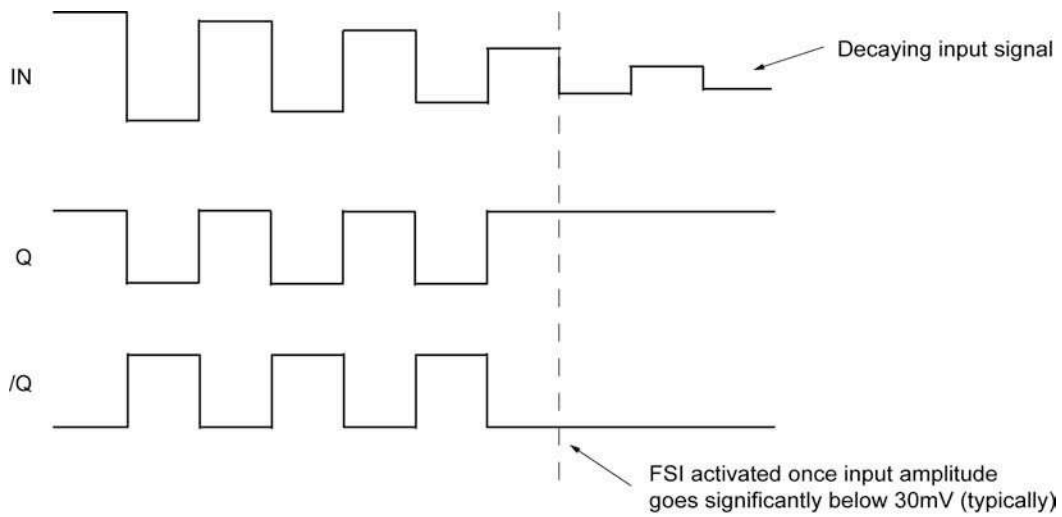 Decaying input signal
IN
Q
/Q
FSI activated once input amplitude
goes significantly below 30mV (typically)